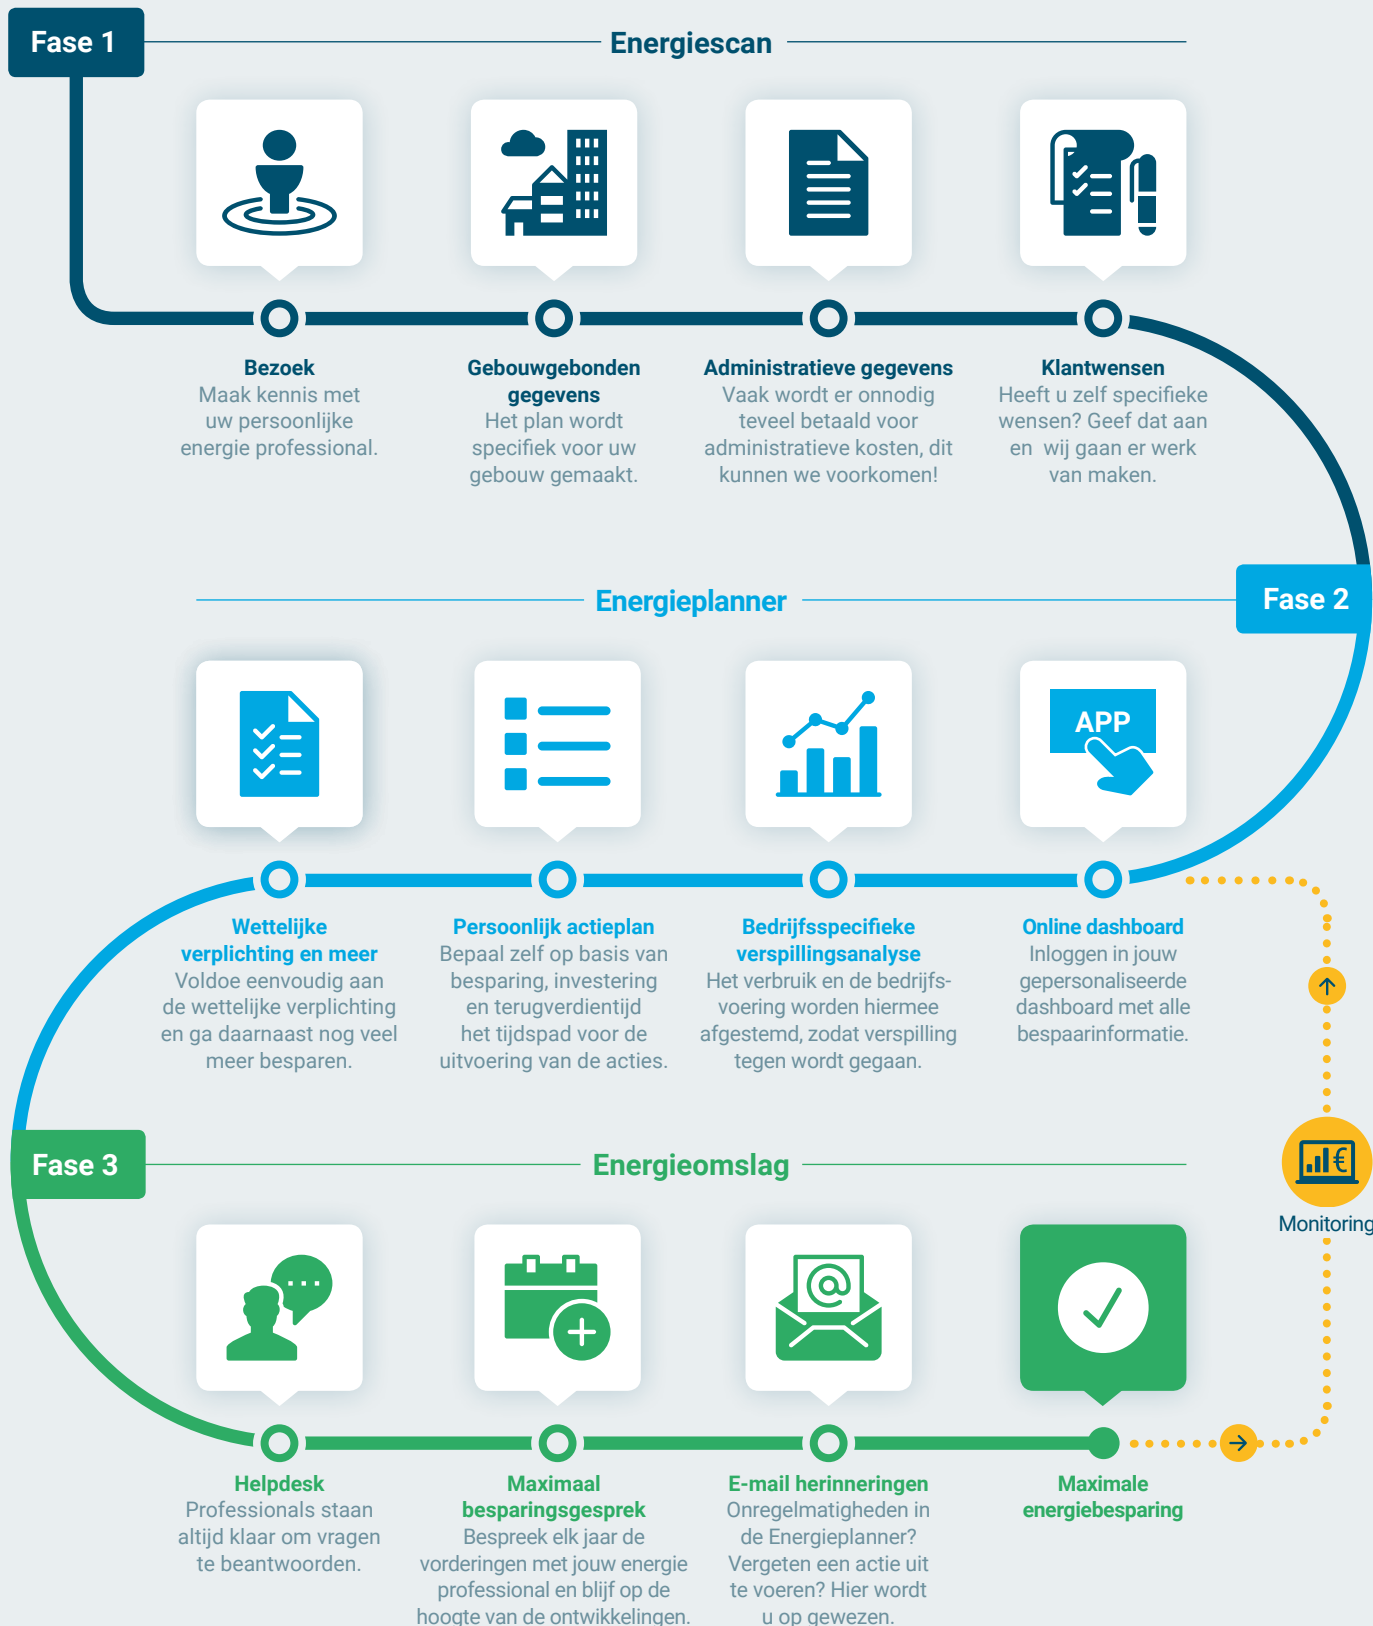 Fase 1
Energiescan
Bezoek
Maak kennis met
uw persoonlijke
energie professional.
Gebouwgebonden
gegevens
Het plan wordt
specifiek voor uw
gebouw gemaakt.
Administratieve gegevens
Vaak wordt er onnodig
teveel betaald voor
administratieve kosten, dit
kunnen we voorkomen!
Klantwensen
Heeft u zelf specifieke
wensen? Geef dat aan
en wij gaan er werk
van maken.
Energieplanner
Fase 2
APP
Wettelijke
verplichting en meer
Voldoe eenvoudig aan
de wettelijke verplichting
en ga daarnaast nog veel
meer besparen.
Persoonlijk actieplan
Bepaal zelf op basis van
besparing, investering
en terugverdientijd
het tijdspad voor de
uitvoering van de acties.
Bedrijfsspecifieke
verspillingsanalyse
Het verbruik en de bedrijfs-
voering worden hiermee
afgestemd, zodat verspilling
tegen wordt gegaan.
Online dashboard
Inloggen in jouw
gepersonaliseerde
dashboard met alle
bespaarinformatie.
Fase 3
Energieomslag
€
Monitoring
@
Helpdesk
Professionals staan
altijd klaar om vragen
te beantwoorden.
Maximaal
besparingsgesprek
Bespreek elk jaar de
vorderingen met jouw energie
professional en blijf op de
hoogte van de ontwikkelingen.
E-mail herinneringen
Onregelmatigheden in
de Energieplanner?
Vergeten een actie uit
te voeren? Hier wordt
u op gewezen.
Maximale
energiebesparing